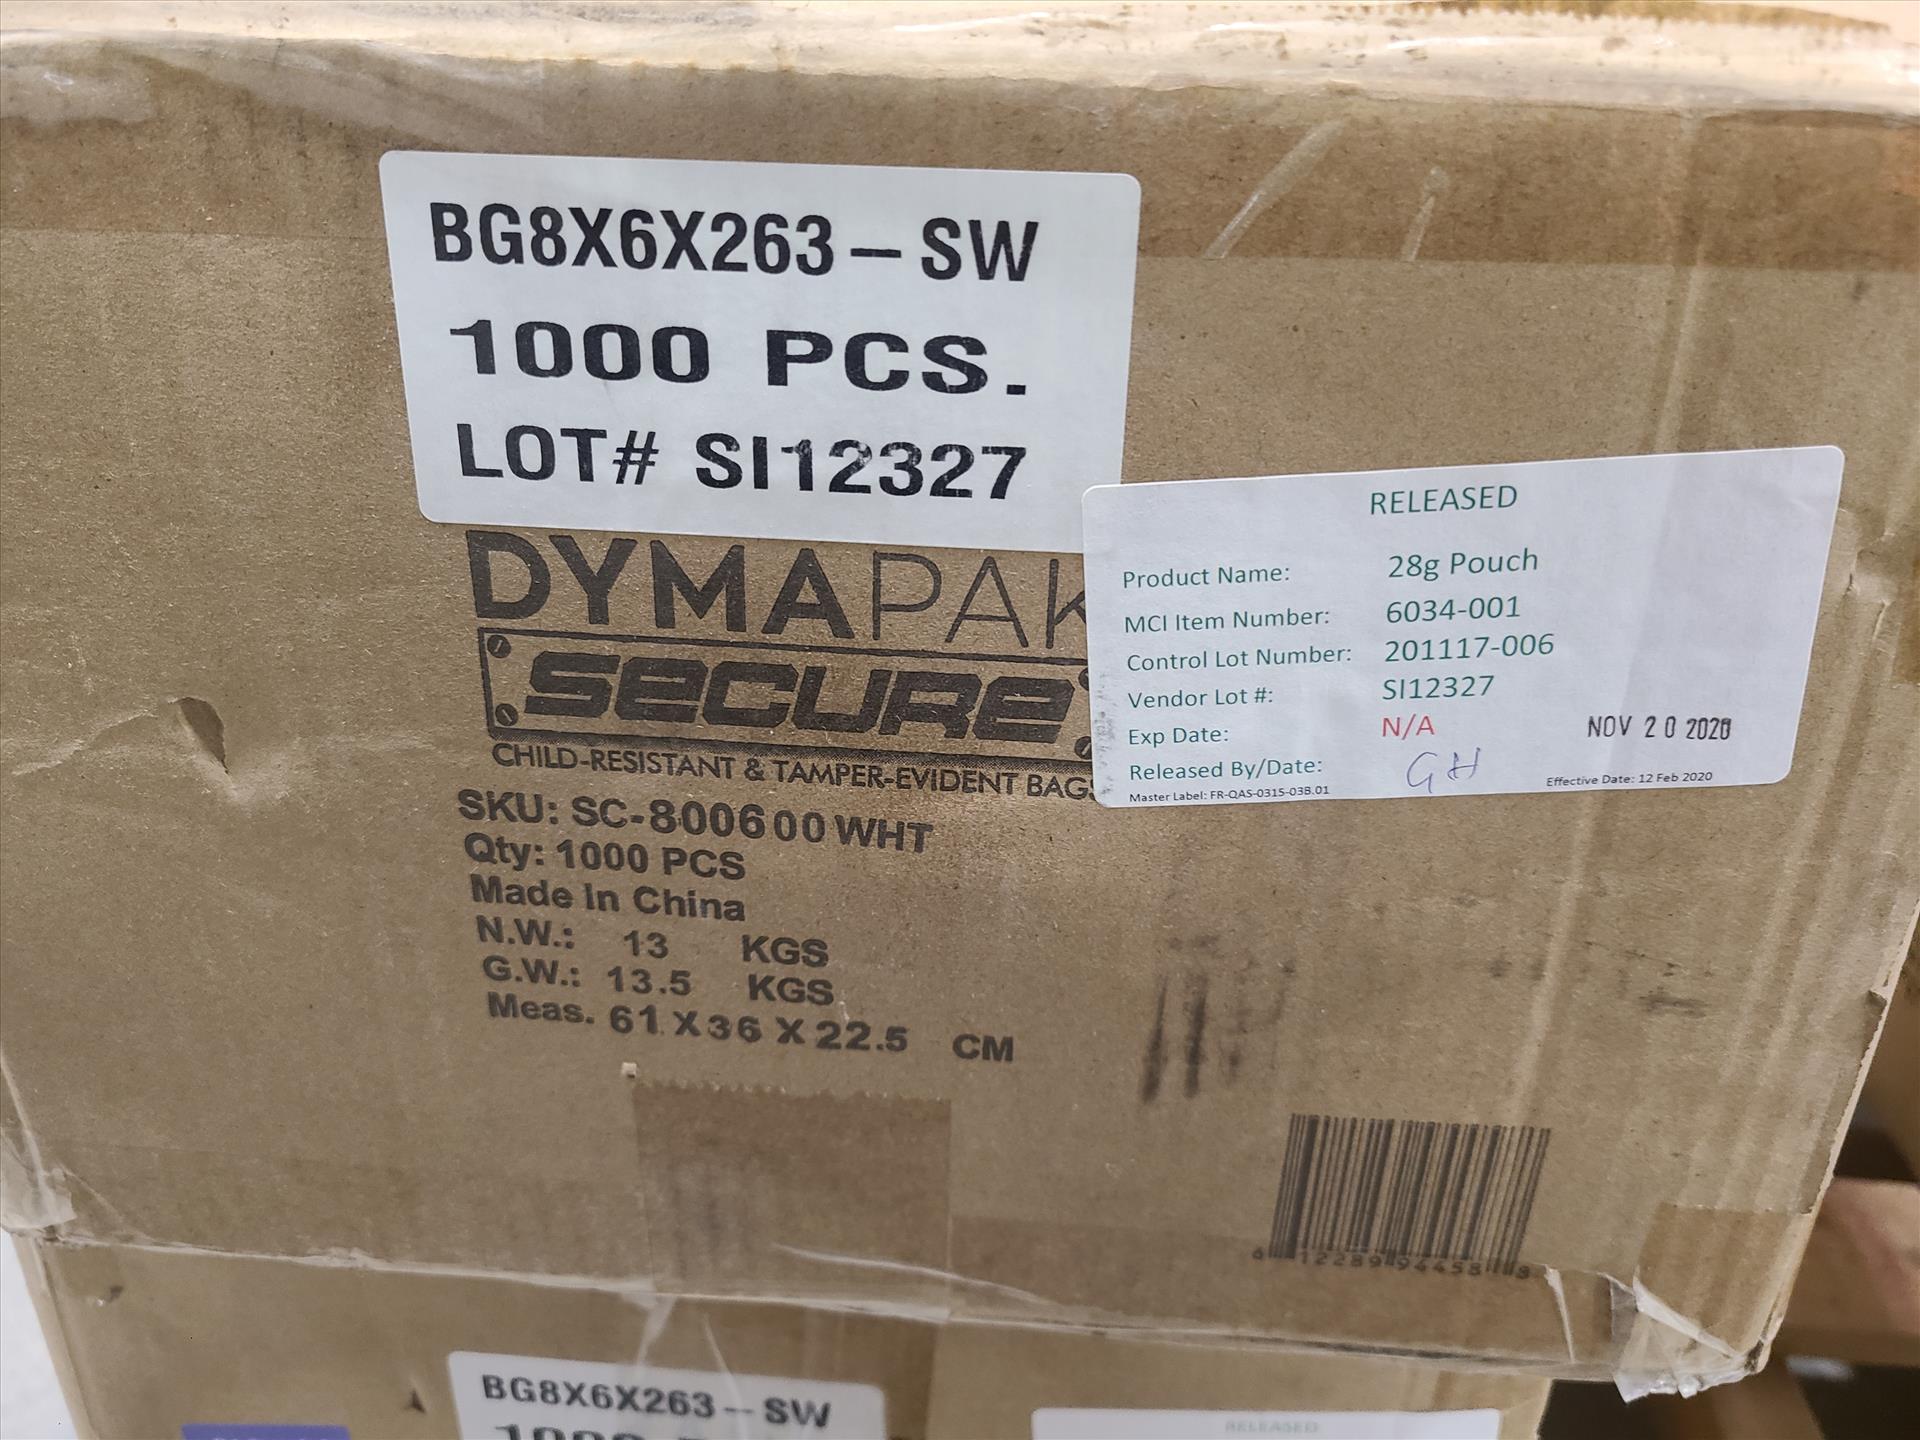 BG8X6X263-SW
1000 PCS.
LOT# SI12327
DYMAPAK
SECURE
CHILD-RESISTANT & TAMPER-EVIDENT BAGS
SKU: SC-800600 WHT
Qty: 1000 PCS
Made In China
N.W.: 13 KGS
G.W.: 13.5 KGS
Meas. 61 X 36 X 22.5 CM
RELEASED
Product Name: 28g Pouch
MCI Item Number: 6034-001
Control Lot Number: 201117-006
Vendor Lot #: SI12327
Exp Date: N/A
NOV 20 2020
Released By/Date: GH
Master Label: FR-QAS-0315-03B.01
Effective Date: 12 Feb 2020
6 12289 94458 3
BG8X6X263-SW
RELEASED